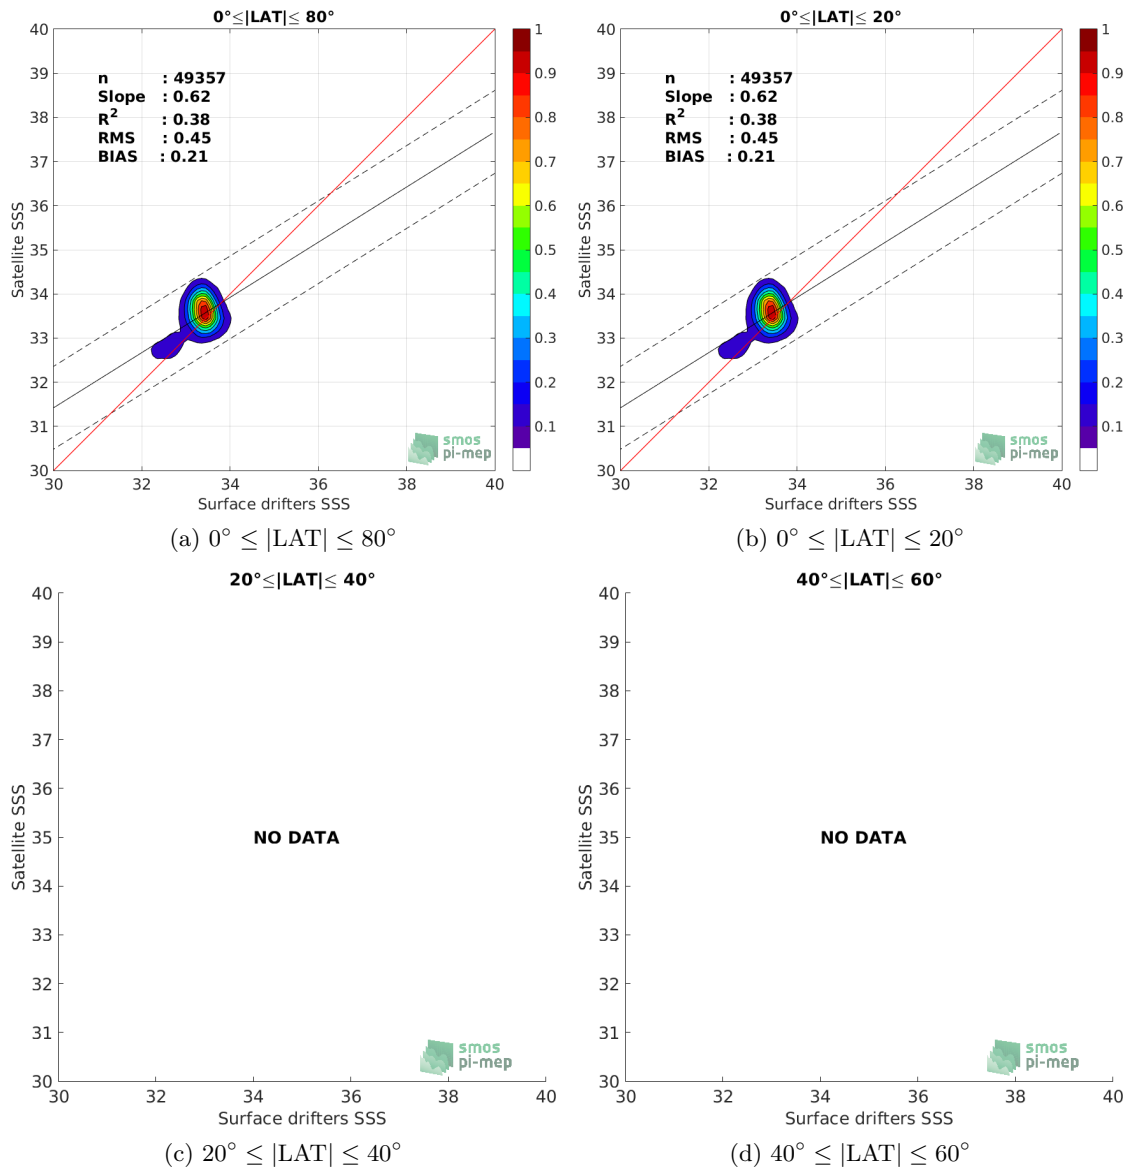 0°≤|LAT|≤ 80°
40
39
38
37
36
35
34
33
32
31
30
Satellite SSS
n : 49357
Slope : 0.62
R² : 0.38
RMS : 0.45
BIAS : 0.21
smos
pi-mep
30 32 34 36 38 40
Surface drifters SSS
1
0.9
0.8
0.7
0.6
0.5
0.4
0.3
0.2
0.1
(a) 0° ≤ |LAT| ≤ 80°
0°≤|LAT|≤ 20°
40
39
38
37
36
35
34
33
32
31
30
Satellite SSS
n : 49357
Slope : 0.62
R² : 0.38
RMS : 0.45
BIAS : 0.21
smos
pi-mep
30 32 34 36 38 40
Surface drifters SSS
1
0.9
0.8
0.7
0.6
0.5
0.4
0.3
0.2
0.1
(b) 0° ≤ |LAT| ≤ 20°
20°≤|LAT|≤ 40°
40
39
38
37
36
35
34
33
32
31
30
Satellite SSS
NO DATA
smos
pi-mep
30 32 34 36 38 40
Surface drifters SSS
(c) 20° ≤ |LAT| ≤ 40°
40°≤|LAT|≤ 60°
40
39
38
37
36
35
34
33
32
31
30
Satellite SSS
NO DATA
smos
pi-mep
30 32 34 36 38 40
Surface drifters SSS
(d) 40° ≤ |LAT| ≤ 60°